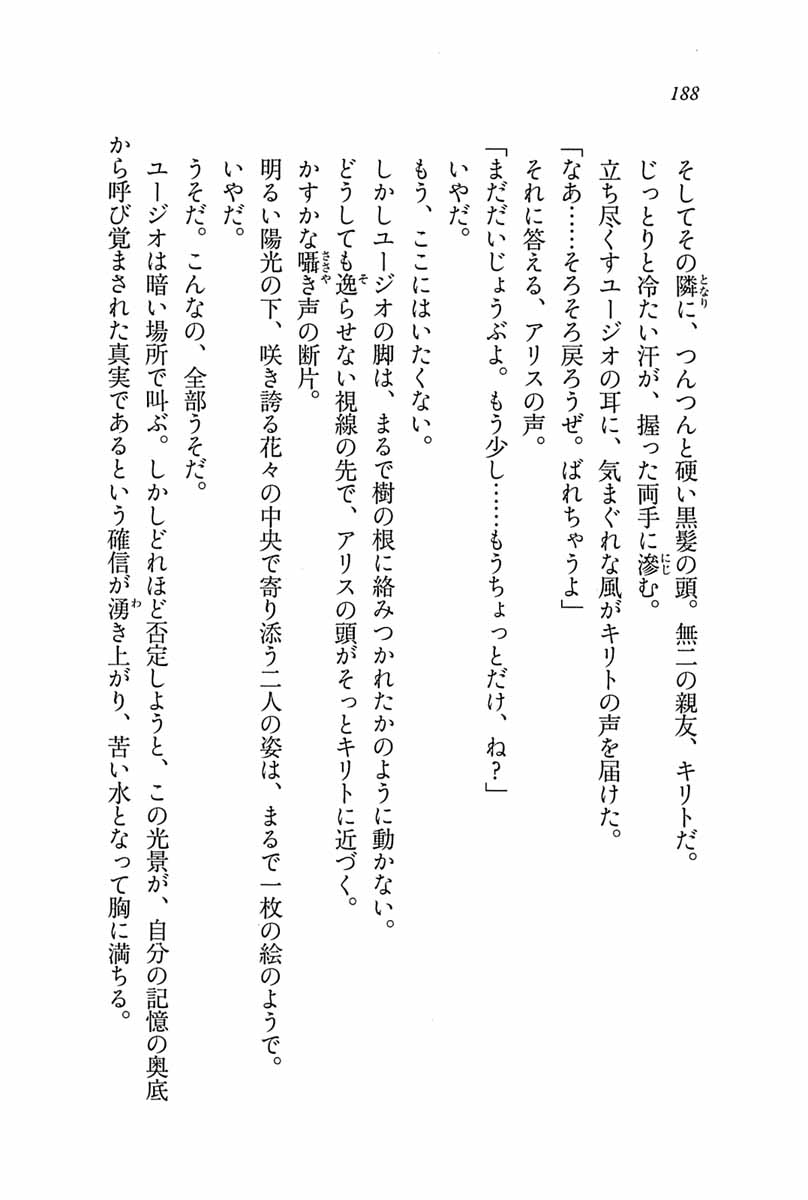 188
そしてその隣に、つんつんと硬い黒髪の頭。無二の親友、キリトだ。
じっとりと冷たい汗が、握った両手に滲む。
立ち尽くすユージオの耳に、気まぐれな風がキリトの声を届けた。
「なあ……そろそろ戻ろうぜ。ばれちゃうよ」
それに答える、アリスの声。
「まだだいじょうぶよ。もう少し……もうちょっとだけ、ね？」
いやだ。
もう、ここにはいたくない。
しかしユージオの脚は、まるで樹の根に絡みつかれたかのように動かない。
どうしても逸らせない視線の先で、アリスの頭がそっとキリトに近づく。
かすかな囁き声の断片。
明るい陽光の下、咲き誇る花々の中央で寄り添う二人の姿は、まるで一枚の絵のようで。
いやだ。
うそだ。こんなの、全部うそだ。
ユージオは暗い場所で叫ぶ。しかしどれほど否定しようと、この光景が、自分の記憶の奥底
から呼び覚まされた真実であるという確信が湧き上がり、苦い水となって胸に満ちる。